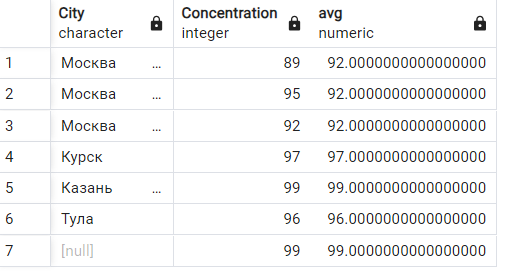 City Concentration avg
character integer numeric
1 Москва ... 89 92.0000000000000000
2 Москва ... 95 92.0000000000000000
3 Москва ... 92 92.0000000000000000
4 Курск 97 97.0000000000000000
5 Казань ... 99 99.0000000000000000
6 Тула 96 96.0000000000000000
7 [null] 99 99.0000000000000000